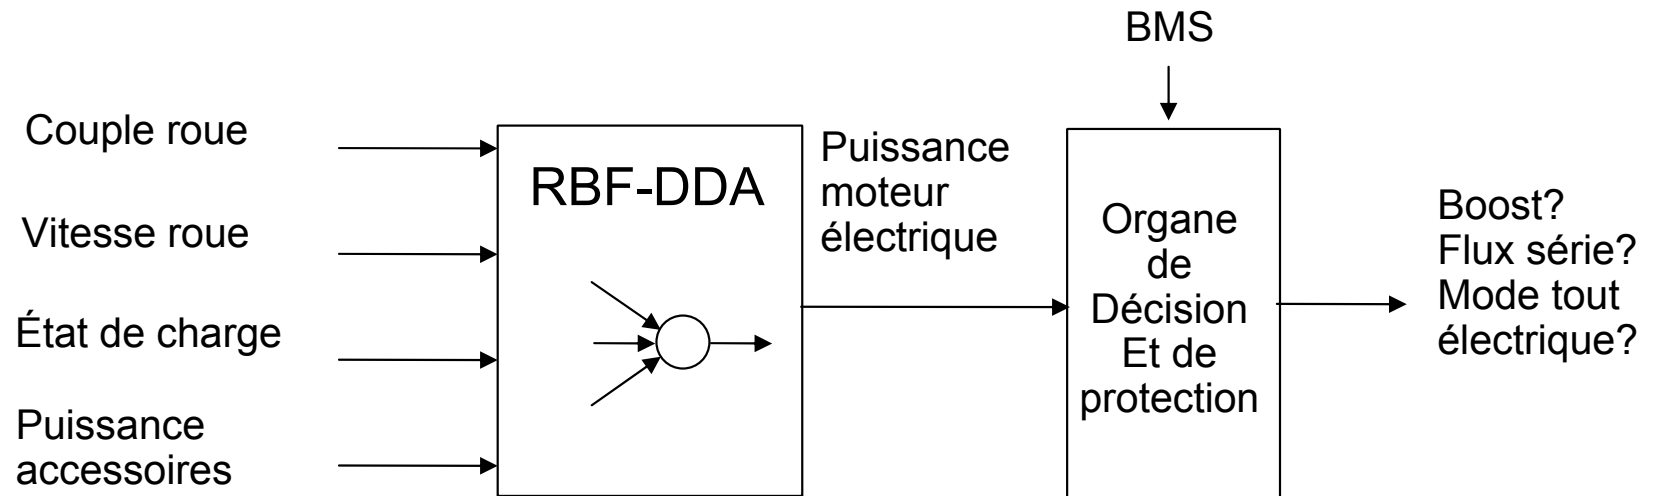 BMS
Couple roue
Vitesse roue
État de charge
Puissance
accessoires
RBF-DDA
Puissance
moteur
électrique
Organe
de
Décision
Et de
protection
Boost?
Flux série?
Mode tout
électrique?